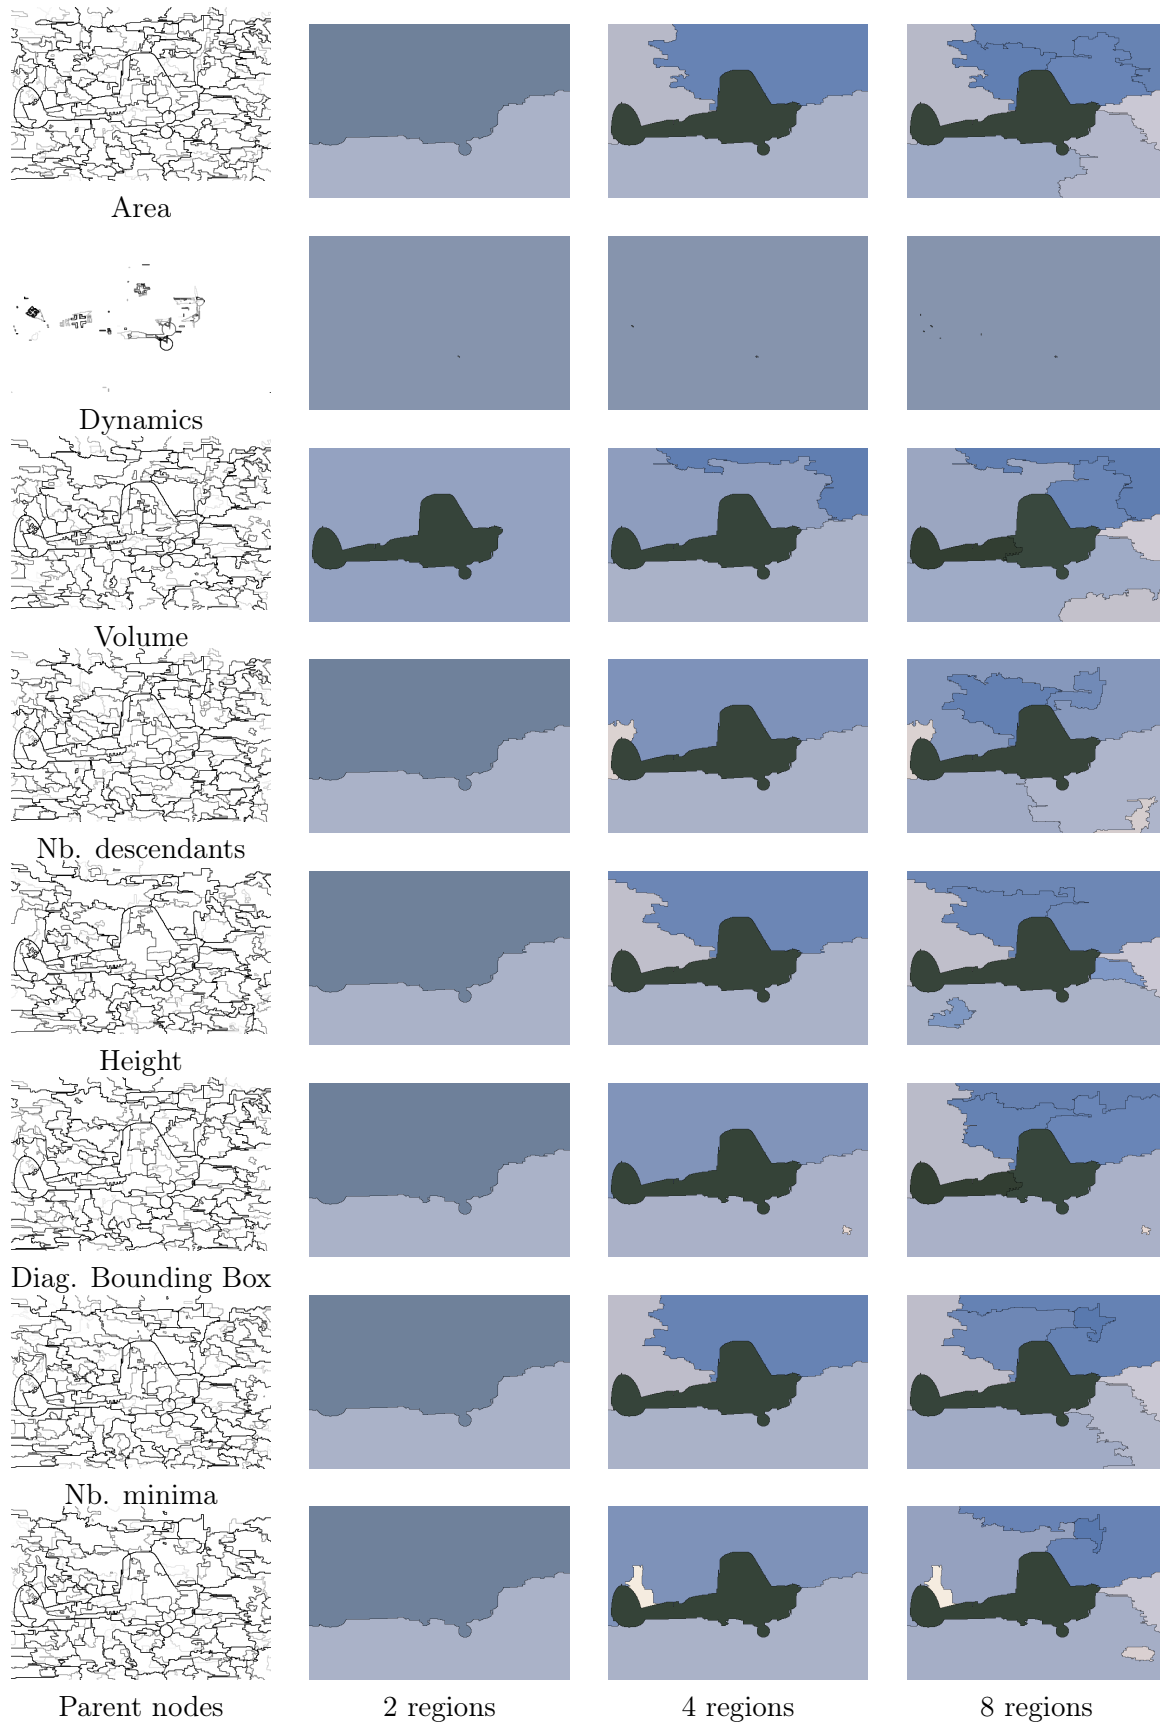 Area
Dynamics
Volume
Nb. descendants
Height
Diag. Bounding Box
Nb. minima
Parent nodes 2 regions 4 regions 8 regions